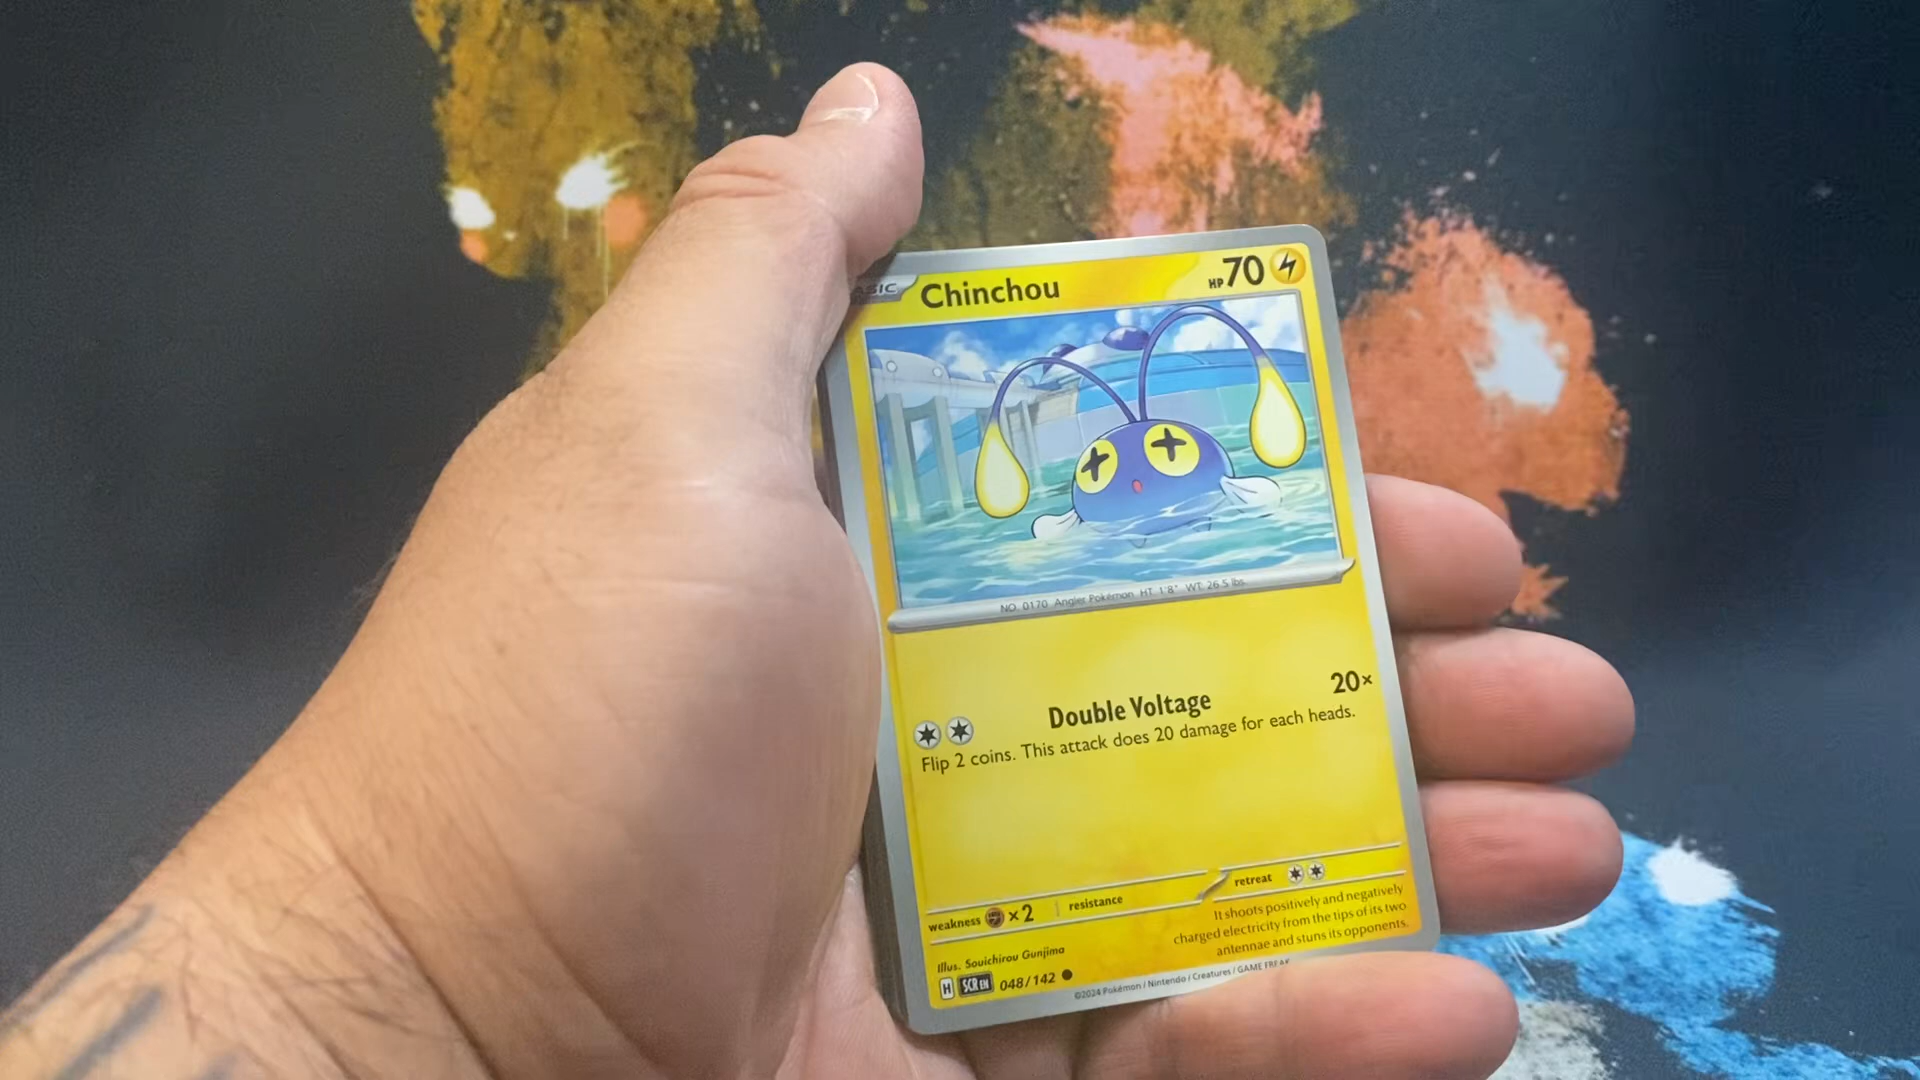 ASIC Chinchou HP 70
NO. 0170 Angler Pokémon HT. 1'8" WT. 26.5 lbs.
Double Voltage 20×
Flip 2 coins. This attack does 20 damage for each heads.
weakness ×2 resistance retreat
It shoots positively and negatively
charged electricity from the tips of its two
antennae and stuns its opponents.
Illus. Souichirou Gunjima
H SCR EN 048/142
©2024 Pokémon / Nintendo / Creatures / GAME FREAK